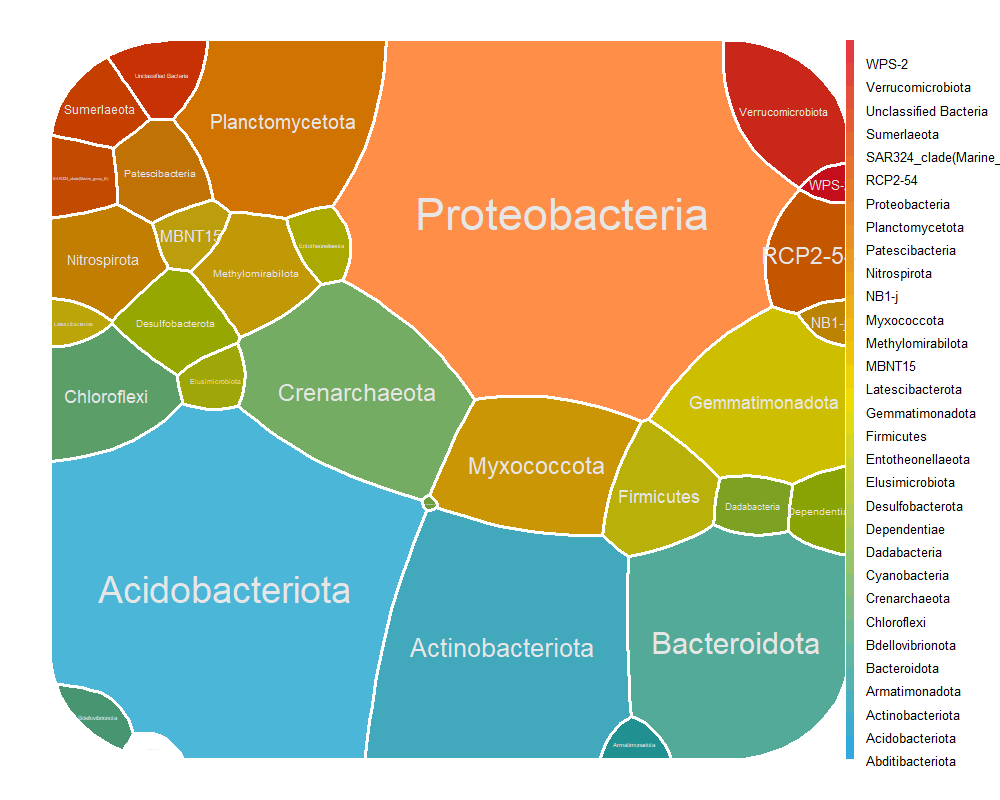 Unclassified Bacteria
Sumerlaeota
Planctomycetota
Verrucomicrobiota
Patescibacteria
SAR324_clade(Marine_group_B)
WPS-2
Proteobacteria
MBNT15
Entotheonellaeota
Nitrospirota
Methylomirabilota
RCP2-54
Latescibacterota
Desulfobacterota
NB1-j
Elusimicrobiota
Chloroflexi
Crenarchaeota
Gemmatimonadota
Myxococcota
Firmicutes
Dadabacteria
Dependentiae
Acidobacteriota
Actinobacteriota
Bacteroidota
Bdellovibrionota
Armatimonadota
WPS-2
Verrucomicrobiota
Unclassified Bacteria
Sumerlaeota
SAR324_clade(Marine_
RCP2-54
Proteobacteria
Planctomycetota
Patescibacteria
Nitrospirota
NB1-j
Myxococcota
Methylomirabilota
MBNT15
Latescibacterota
Gemmatimonadota
Firmicutes
Entotheonellaeota
Elusimicrobiota
Desulfobacterota
Dependentiae
Dadabacteria
Cyanobacteria
Crenarchaeota
Chloroflexi
Bdellovibrionota
Bacteroidota
Armatimonadota
Actinobacteriota
Acidobacteriota
Abditibacteriota